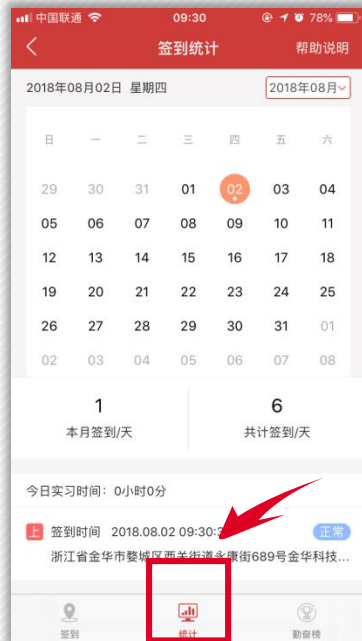 中国联通 09:30 78%
签到统计 帮助说明
2018年08月02日 星期四 2018年08月
日 一 二 三 四 五 六
29 30 31 01 02 03 04
05 06 07 08 09 10 11
12 13 14 15 16 17 18
19 20 21 22 23 24 25
26 27 28 29 30 31 01
02 03 04 05 06 07 08
1 6
本月签到/天 共计签到/天
今日实习时间：0小时0分
上 签到时间 2018.08.02 09:30: 正常
浙江省金华市婺城区西关街道永康街689号金华科技...
签到 统计 勤奋榜